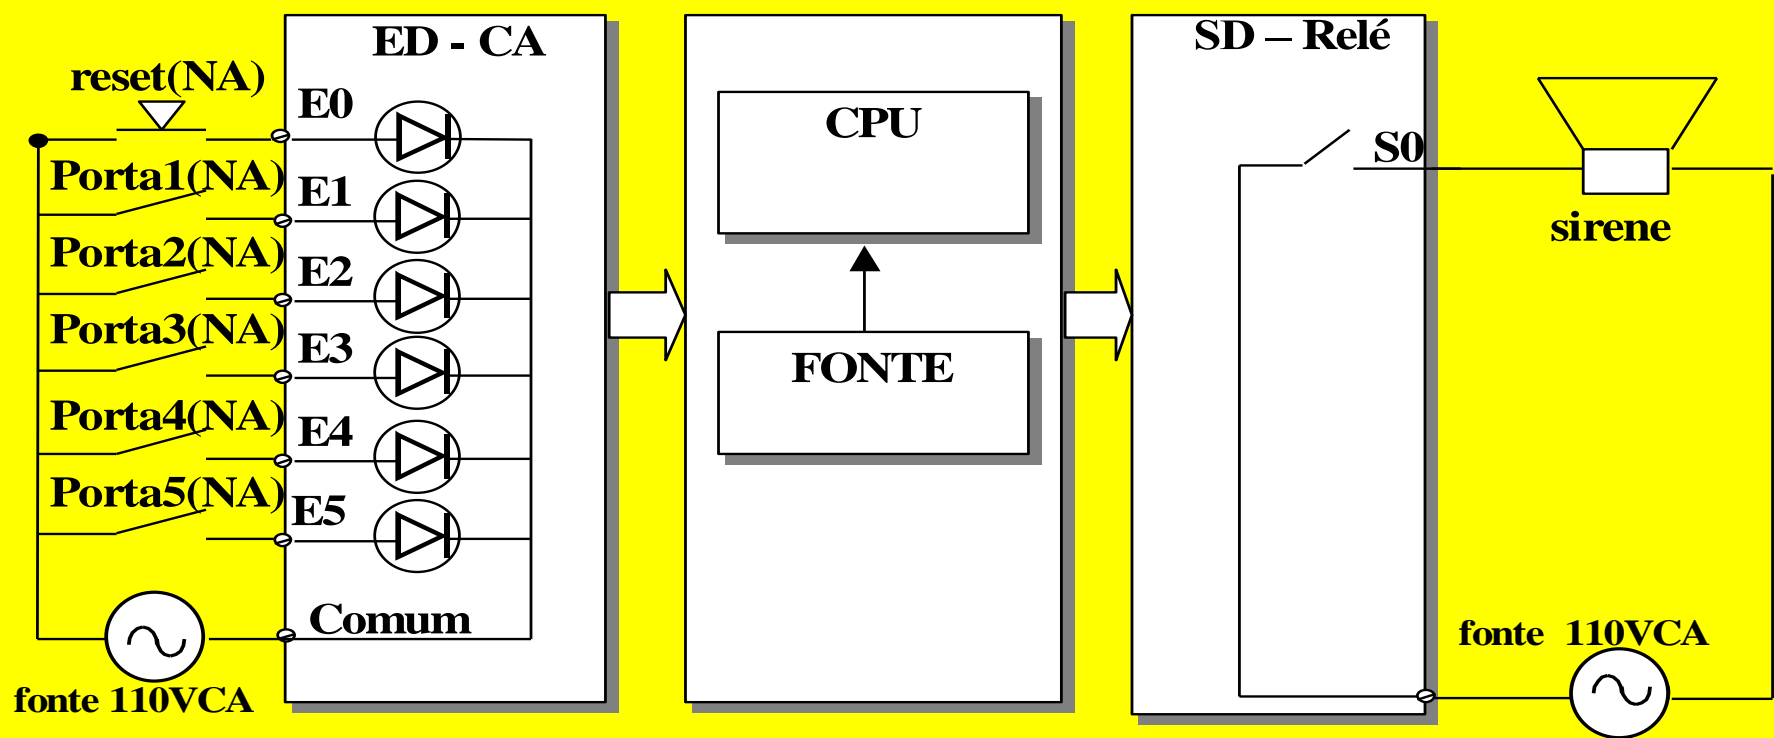 ED - CA
reset(NA)
E0
Porta1(NA)
E1
Porta2(NA)
E2
Porta3(NA)
E3
Porta4(NA)
E4
Porta5(NA)
E5
Comum
fonte 110VCA
CPU
FONTE
SD – Relé
S0
sirene
fonte 110VCA